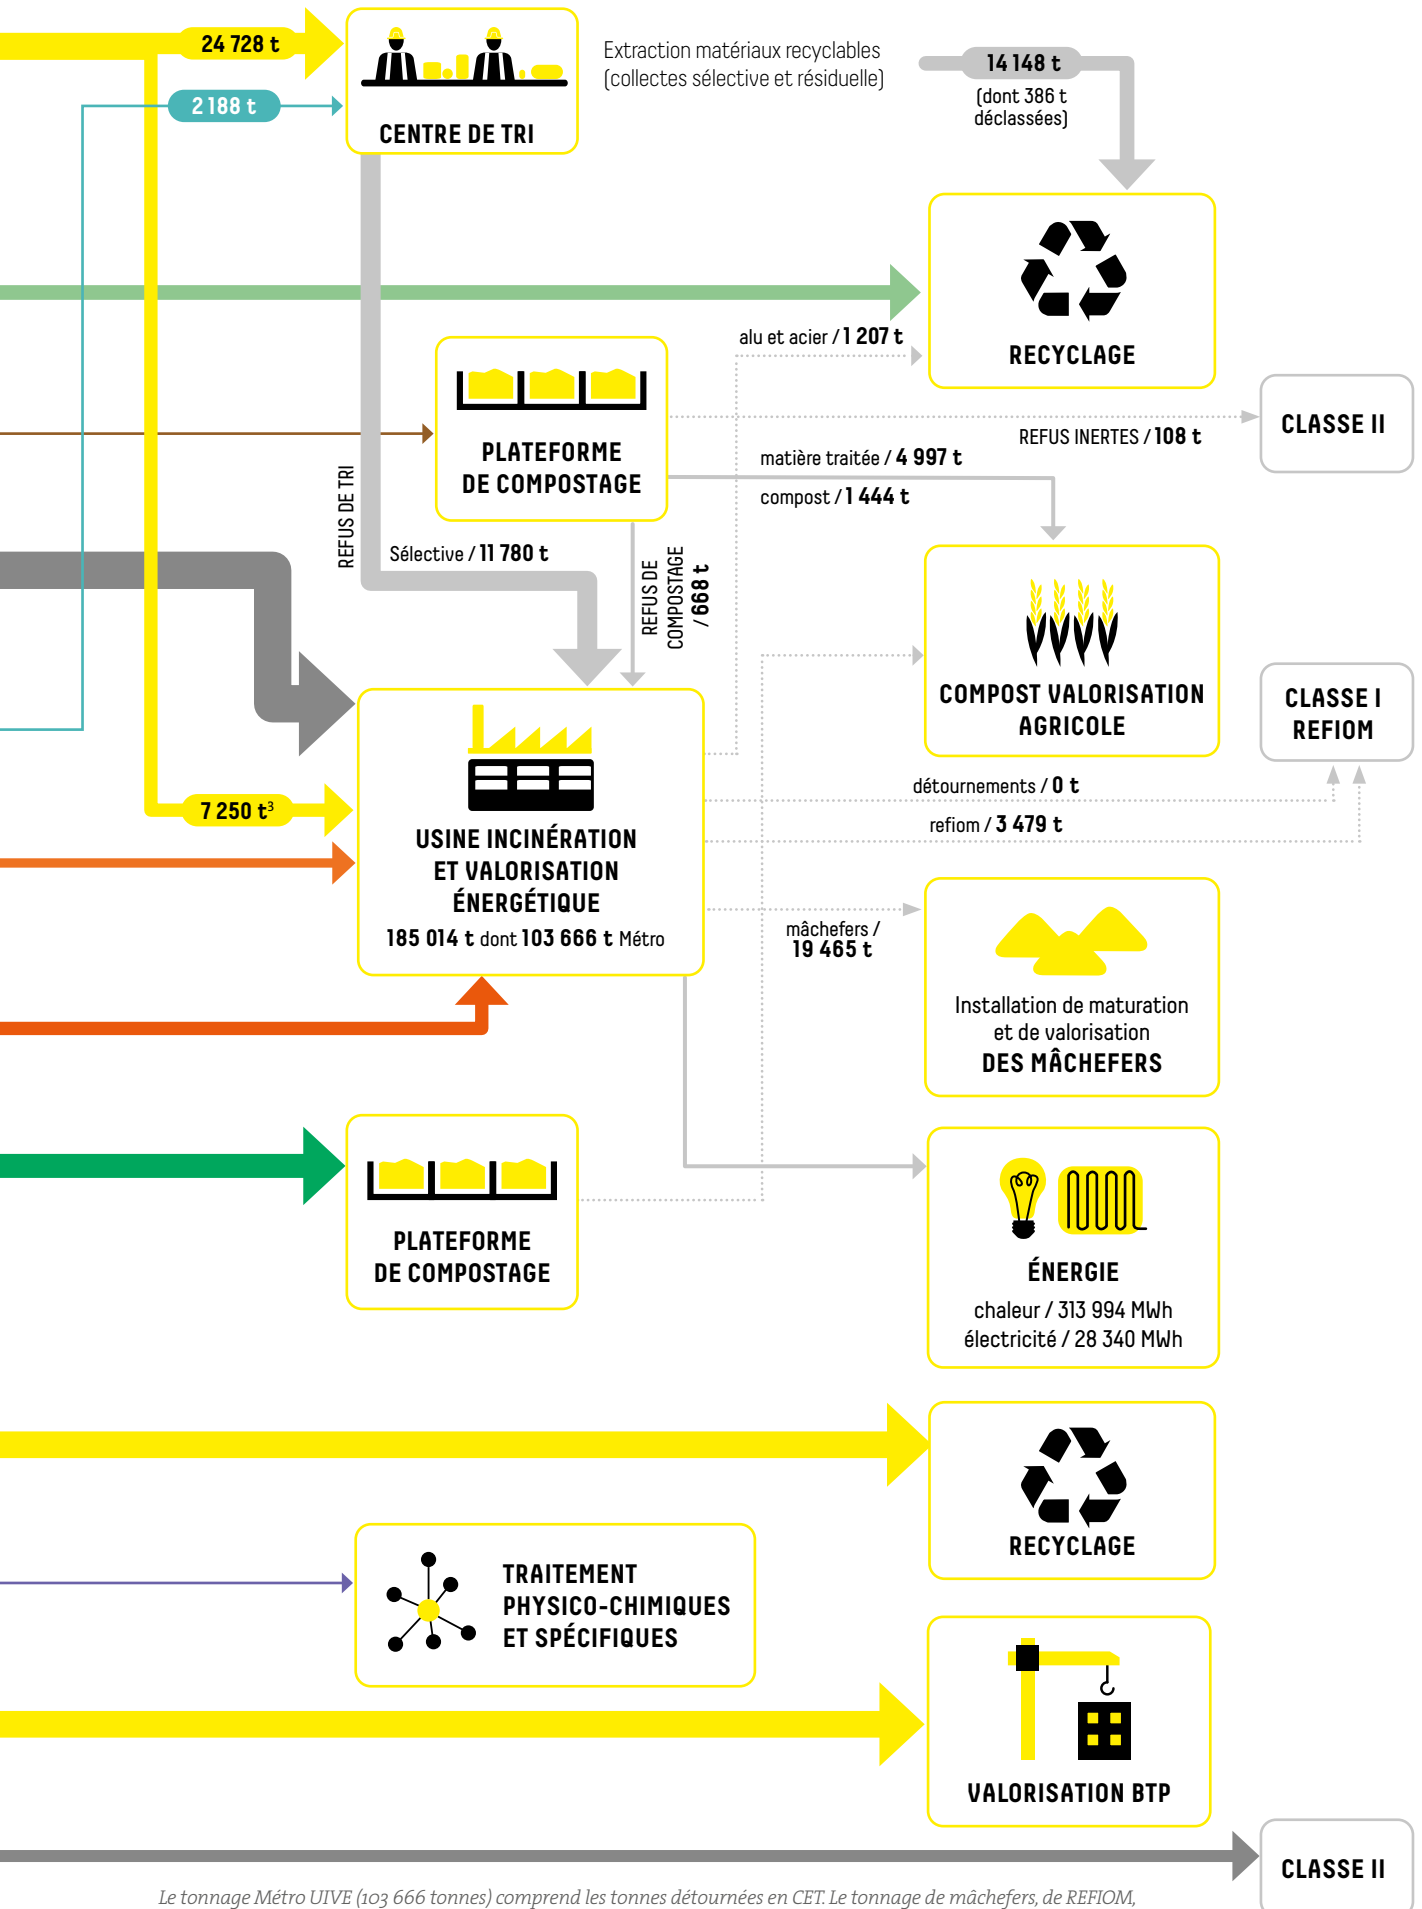 24 728 t
2 188 t
CENTRE DE TRI
Extraction matériaux recyclables
(collectes sélective et résiduelle)
14 148 t
(dont 386 t
déclassées)
RECYCLAGE
alu et acier / 1 207 t
PLATEFORME
DE COMPOSTAGE
CLASSE II
REFUS INERTES / 108 t
matière traitée / 4 997 t
compost / 1 444 t
REFUS DE TRI
Sélective / 11 780 t
REFUS DE
COMPOSTAGE
/ 668 t
COMPOST VALORISATION
AGRICOLE
CLASSE I
REFIOM
7 250 t³
USINE INCINÉRATION
ET VALORISATION
ÉNERGÉTIQUE
185 014 t dont 103 666 t Métro
détournements / 0 t
refiom / 3 479 t
mâchefers /
19 465 t
Installation de maturation
et de valorisation
DES MÂCHEFERS
PLATEFORME
DE COMPOSTAGE
ÉNERGIE
chaleur / 313 994 MWh
électricité / 28 340 MWh
RECYCLAGE
TRAITEMENT
PHYSICO-CHIMIQUES
ET SPÉCIFIQUES
VALORISATION BTP
CLASSE II
Le tonnage Métro UIVE (103 666 tonnes) comprend les tonnes détournées en CET. Le tonnage de mâchefers, de REFIOM,